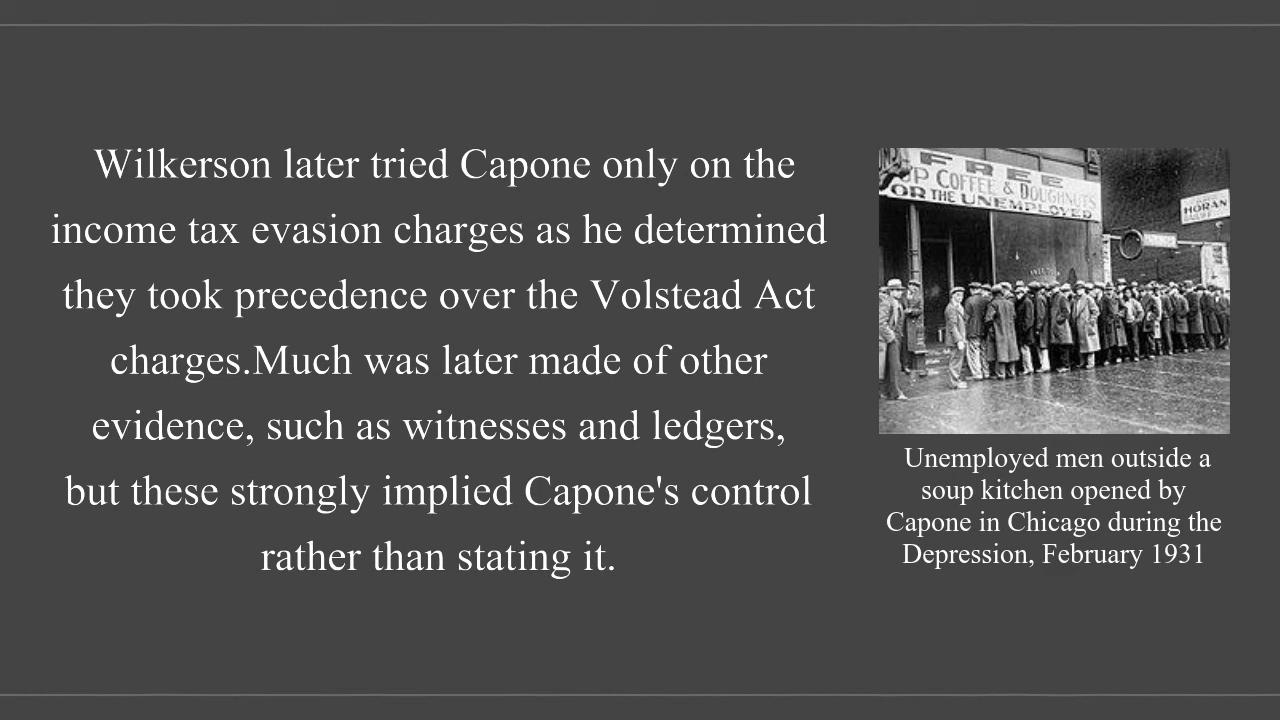 Wilkerson later tried Capone only on the
income tax evasion charges as he determined
they took precedence over the Volstead Act
charges.Much was later made of other
evidence, such as witnesses and ledgers,
but these strongly implied Capone's control
rather than stating it.
FREE
UP COFFEE & DOUGHNUTS
FOR THE UNEMPLOYED
HORAN
Unemployed men outside a
soup kitchen opened by
Capone in Chicago during the
Depression, February 1931